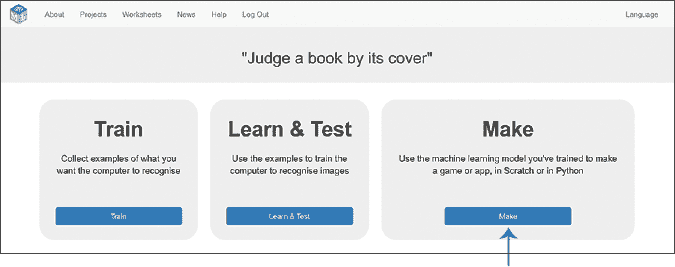 About Projects Worksheets News Help Log Out Language
"Judge a book by its cover"
Train
Collect examples of what you
want the computer to recognise
Train
Learn & Test
Use the examples to train the
computer to recognise images
Learn & Test
Make
Use the machine learning model you've trained to make
a game or app, in Scratch or in Python
Make